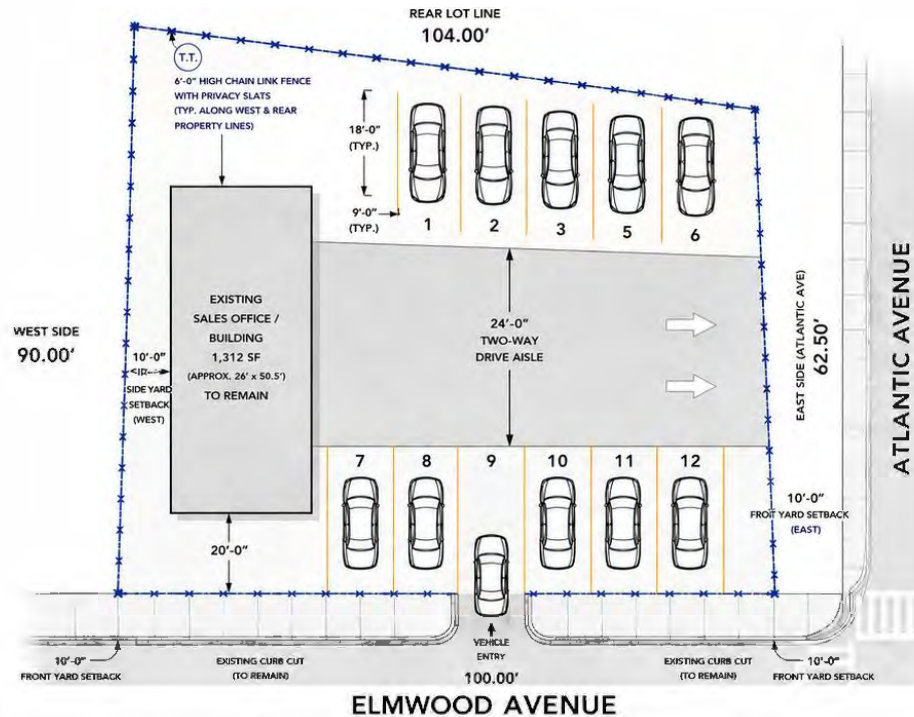 REAR LOT LINE
104.00'
T.T.
6'-0" HIGH CHAIN LINK FENCE
WITH PRIVACY SLATS
(TYP. ALONG WEST & REAR
PROPERTY LINES)
18'-0"
(TYP.)
9'-0"
(TYP.)
1
2
3
5
6
WEST SIDE
90.00'
10'-0"
SIDE YARD
SETBACK
(WEST)
EXISTING
SALES OFFICE /
BUILDING
1,312 SF
(APPROX. 26' x 50.5')
TO REMAIN
24'-0"
TWO-WAY
DRIVE AISLE
EAST SIDE (ATLANTIC AVE)
62.50'
ATLANTIC AVENUE
7
8
9
10
11
12
20'-0"
10'-0"
FROIT YARD SETBACK
(EAST)
10'-0"
FRONT YARD SETBACK
EXISTING CURB CUT
(TO REMAIN)
VEHICLE
ENTRY
100.00'
EXISTING CURB CUT
(TO REMAIN)
10'-0"
FRONT YARD SETBACK
ELMWOOD AVENUE